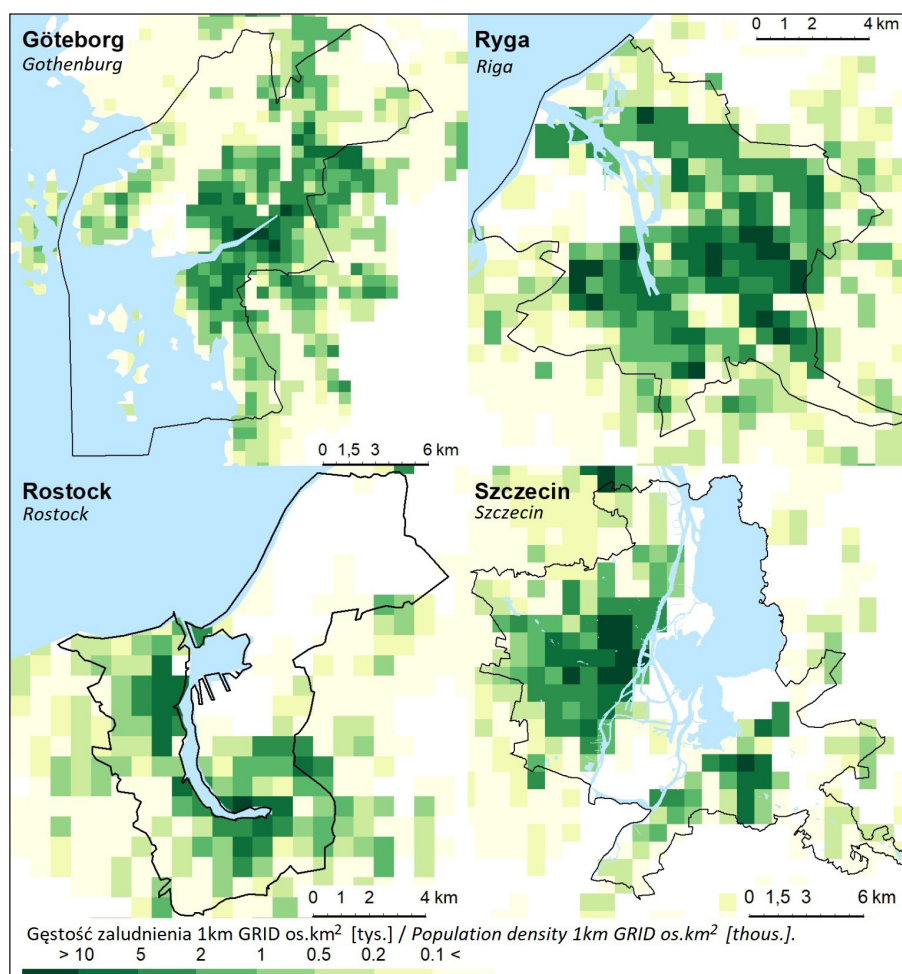 Göteborg
Gothenburg
0 1,5 3 6 km
Ryga
Riga
0 1 2 4 km
Rostock
Rostock
0 1 2 4 km
Szczecin
Szczecin
0 1,5 3 6 km
Gęstość zaludnienia 1km GRID os.km² [tys.] / Population density 1km GRID os.km² [thous.].
> 10 5 2 1 0.5 0.2 0.1 <